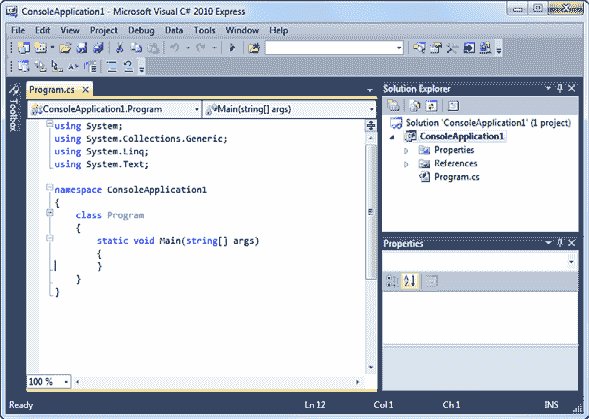 ConsoleApplication1 - Microsoft Visual C# 2010 Express
File Edit View Project Debug Data Tools Window Help
Toolbox
Program.cs
ConsoleApplication1.Program
Main(string[] args)
using System;
using System.Collections.Generic;
using System.Linq;
using System.Text;
namespace ConsoleApplication1
{
class Program
{
static void Main(string[] args)
{
}
}
}
100 %
Solution Explorer
Solution 'ConsoleApplication1' (1 project)
ConsoleApplication1
Properties
References
Program.cs
Properties
Ready Ln 12 Col 1 Ch 1 INS